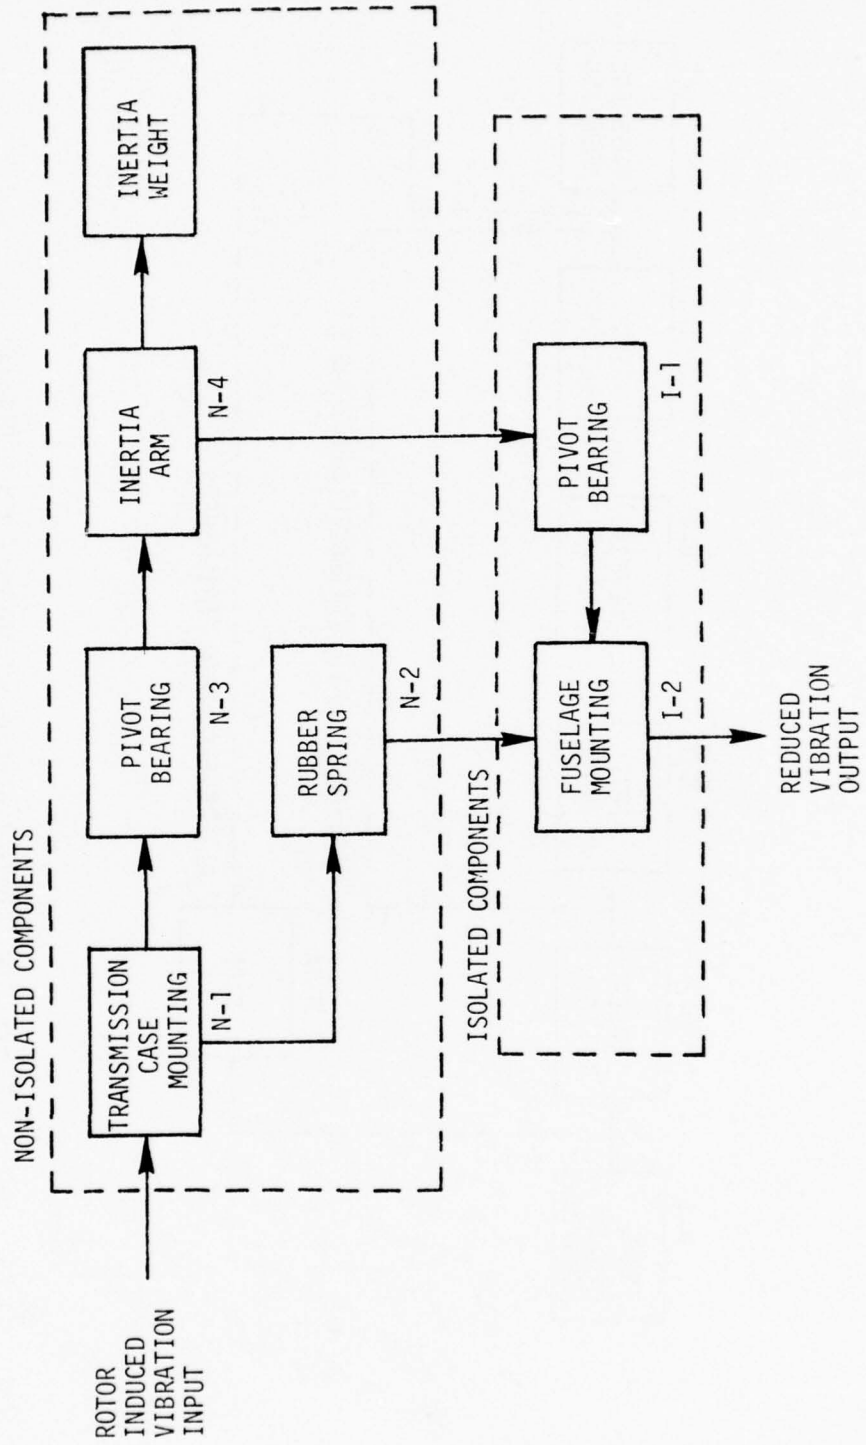 NON-ISOLATED COMPONENTS
ROTOR
INDUCED
VIBRATION
INPUT
TRANSMISSION
CASE
MOUNTING
N-1
PIVOT
BEARING
N-3
INERTIA
ARM
N-4
INERTIA
WEIGHT
RUBBER
SPRING
N-2
ISOLATED COMPONENTS
FUSELAGE
MOUNTING
I-2
PIVOT
BEARING
I-1
REDUCED
VIBRATION
OUTPUT